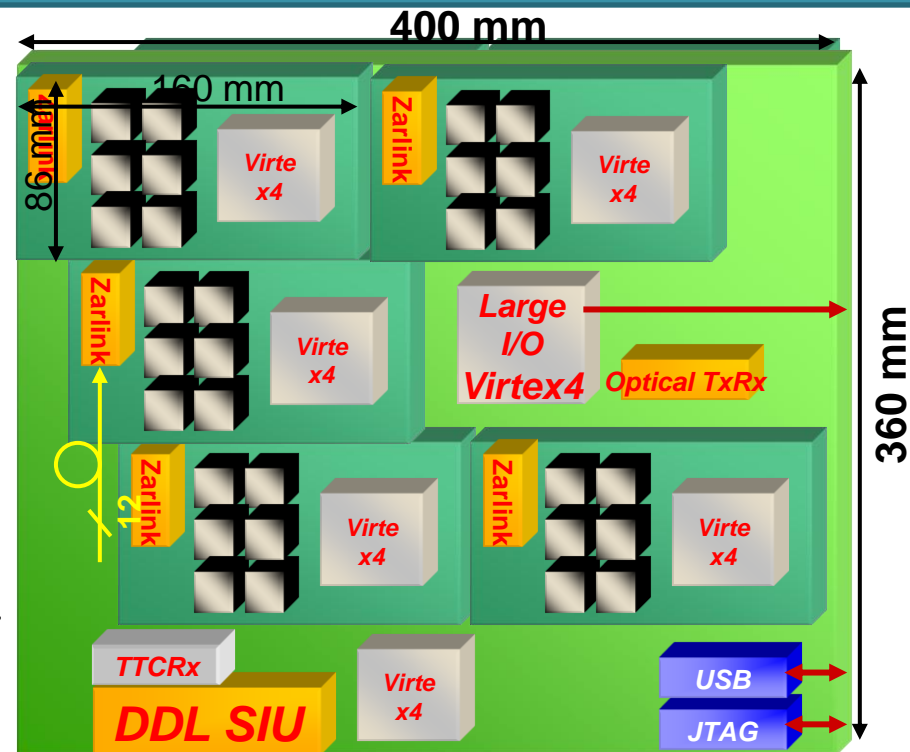 400 mm
160 mm
86 mm
Zarlink
Virte
x4
Zarlink
Virte
x4
Zarlink
Virte
x4
Large
I/O
Virtex4
Optical TxRx
360 mm
12
Zarlink
Virte
x4
Zarlink
Virte
x4
TTCRx
DDL SIU
Virte
x4
USB
JTAG